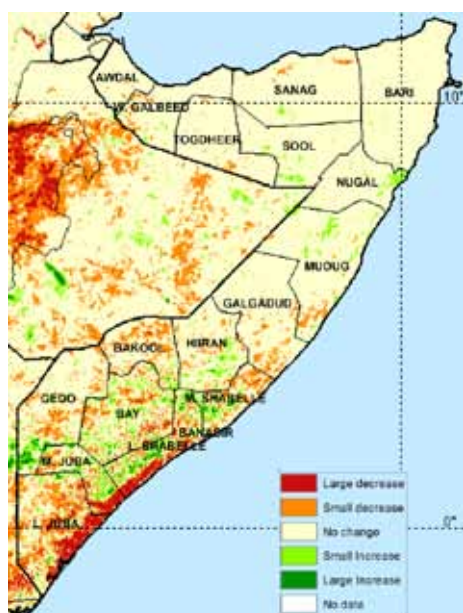 AWDAL
SANAG
BARI
10°
W. GALBEED
TOGDHEER
SOOL
NUGAL
MUDUG
GALGADUD
HIIRAN
BAKOOL
GEDO
BAY
M. SHABELLE
BANADIR
L. SHABELLE
M. JUBA
L. JUBA
0°
Large decrease
Small decrease
No change
Small Increase
Large Increase
No data